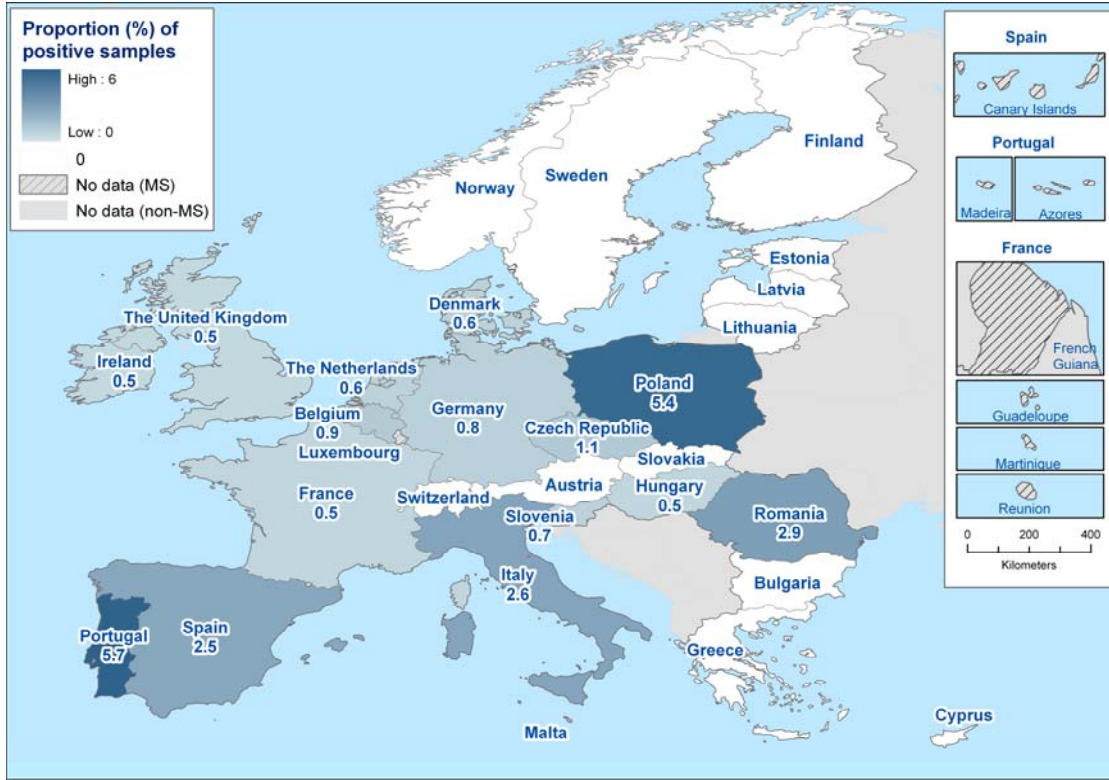 Proportion (%) of
positive samples
High : 6
Low : 0
0
No data (MS)
No data (non-MS)
Norway
Sweden
Finland
Estonia
Latvia
Lithuania
Denmark
0.6
The United Kingdom
0.5
Ireland
0.5
The Netherlands
0.6
Belgium
0.9
Luxembourg
Germany
0.8
Poland
5.4
Czech Republic
1.1
Slovakia
Austria
Hungary
0.5
France
0.5
Switzerland
Slovenia
0.7
Romania
2.9
Italy
2.6
Bulgaria
Portugal
5.7
Spain
2.5
Greece
Malta
Cyprus
Spain
Canary Islands
Portugal
Madeira
Azores
France
French
Guiana
Guadeloupe
Martinique
Reunion
0 200 400
Kilometers